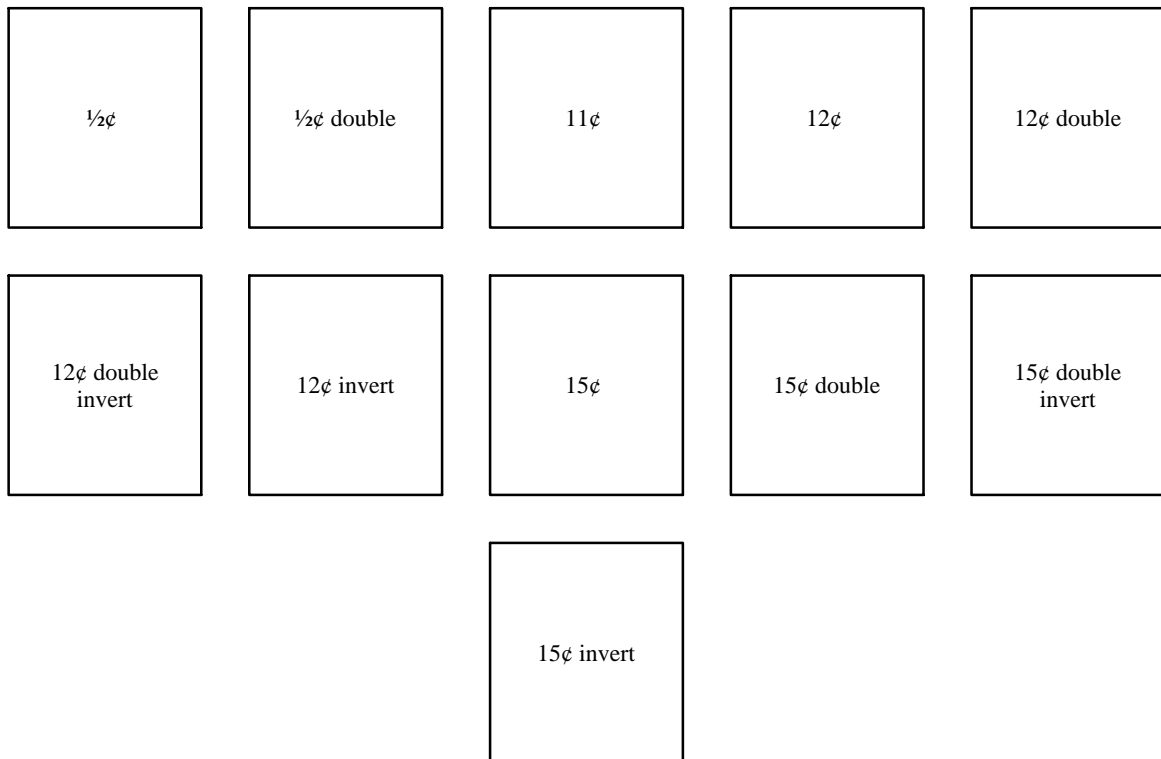 ½¢
½¢ double
11¢
12¢
12¢ double
12¢ double
invert
12¢ invert
15¢
15¢ double
15¢ double
invert
15¢ invert